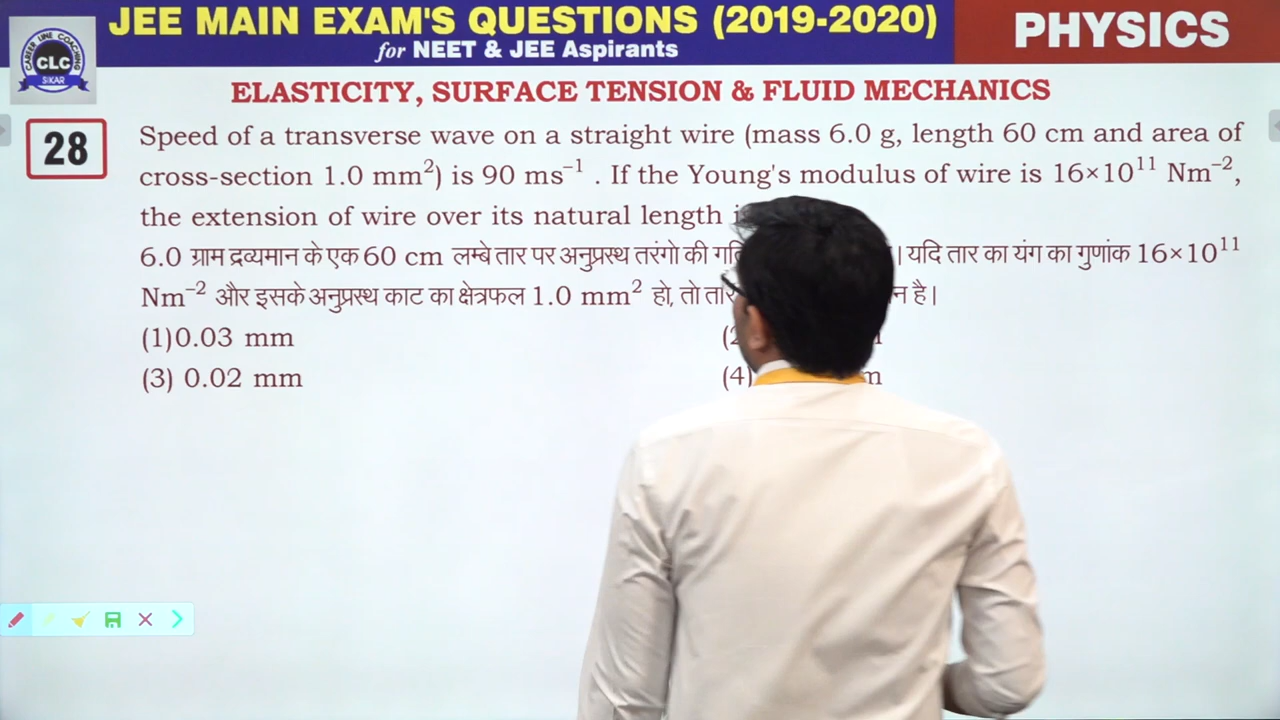 JEE MAIN EXAM'S QUESTIONS (2019-2020)
for NEET & JEE Aspirants
PHYSICS
CAREER LINE COACHING
CLC
SIKAR
ELASTICITY, SURFACE TENSION & FLUID MECHANICS
28
Speed of a transverse wave on a straight wire (mass 6.0 g, length 60 cm and area of
cross-section 1.0 mm²) is 90 ms⁻¹ . If the Young's modulus of wire is 16×10¹¹ Nm⁻²,
the extension of wire over its natural length
6.0 ग्राम द्रव्यमान के एक 60 cm लम्बे तार पर अनुप्रस्थ तरंगो की । यदि तार का यंग का गुणांक 16×10¹¹
Nm⁻² और इसके अनुप्रस्थ काट का क्षेत्रफल 1.0 mm² हो, तो है।
(1)0.03 mm
(3) 0.02 mm
(4)